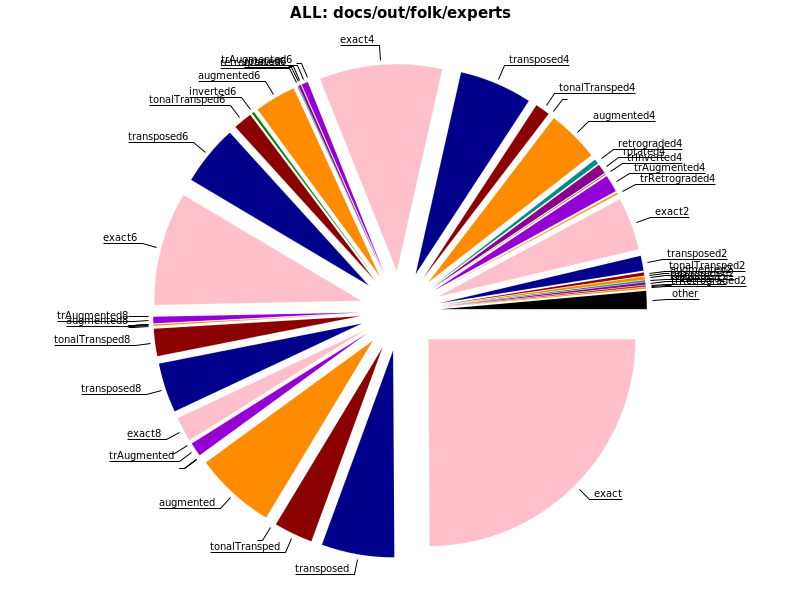 ALL: docs/out/folk/experts
exact4
transposed4
trAugmented6
augmented6
tonalTransped4
inverted6
augmented4
tonalTransped6
transposed6
retrograded4
rotated4
trInverted4
trAugmented4
trRetrograded4
exact2
exact6
transposed2
tonalTransped2
trRetrograded2
other
trAugmented8
augmented8
tonalTransped8
transposed8
exact8
trAugmented
exact
augmented
tonalTransped
transposed